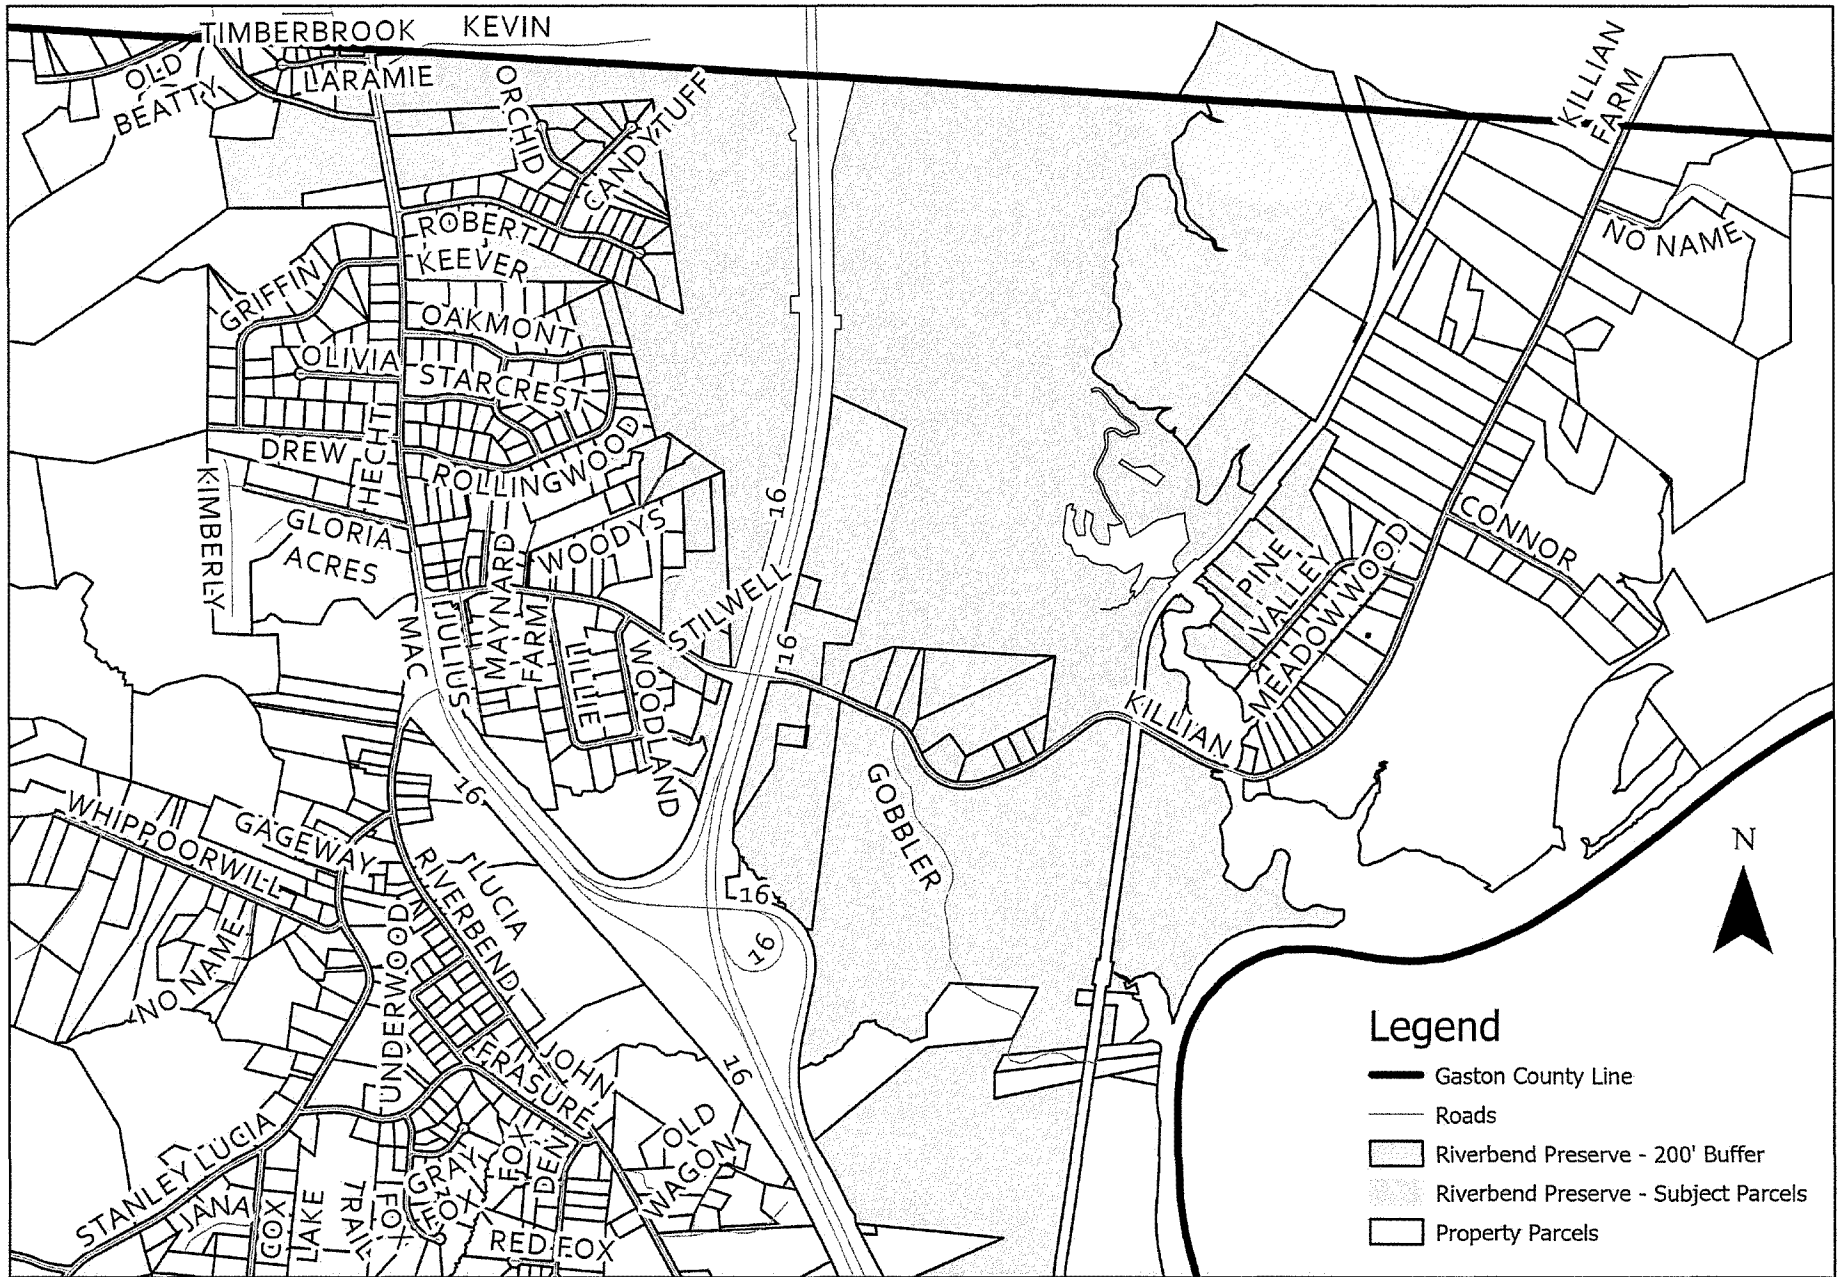 TIMBERBROOK
KEVIN
OLD
BEATTY
LARAMIE
ORCHID
CANDYTUFF
KILLIAN
FARM
NO NAME
ROBERT
KEEVER
GRIFFIN
OAKMONT
OLIVIA
STARCREST
HECHT
DREW
ROLLINGWOOD
KIMBERLY
GLORIA
ACRES
WOODYS
16
CONNOR
PINE
VALLEY
MEADOW WOOD
MAC
JULIUS
MAYNARD
FARM
LILLIE
WOODLAND
STILWELL
16
KILLIAN
16
GOBBLER
WHIPPOORWILL
GAGEWAY
RIVERBEND
LUCIA
16
16
NO NAME
UNDERWOOD
FRASURE
JOHN
16
OLD
WAGON
STANLEY LUCIA
JANA
COX
LAKE
TRAIL
FOX
GRAY
FOX
FOX
DEN
RED FOX
N
Legend
Gaston County Line
Roads
Riverbend Preserve - 200' Buffer
Riverbend Preserve - Subject Parcels
Property Parcels